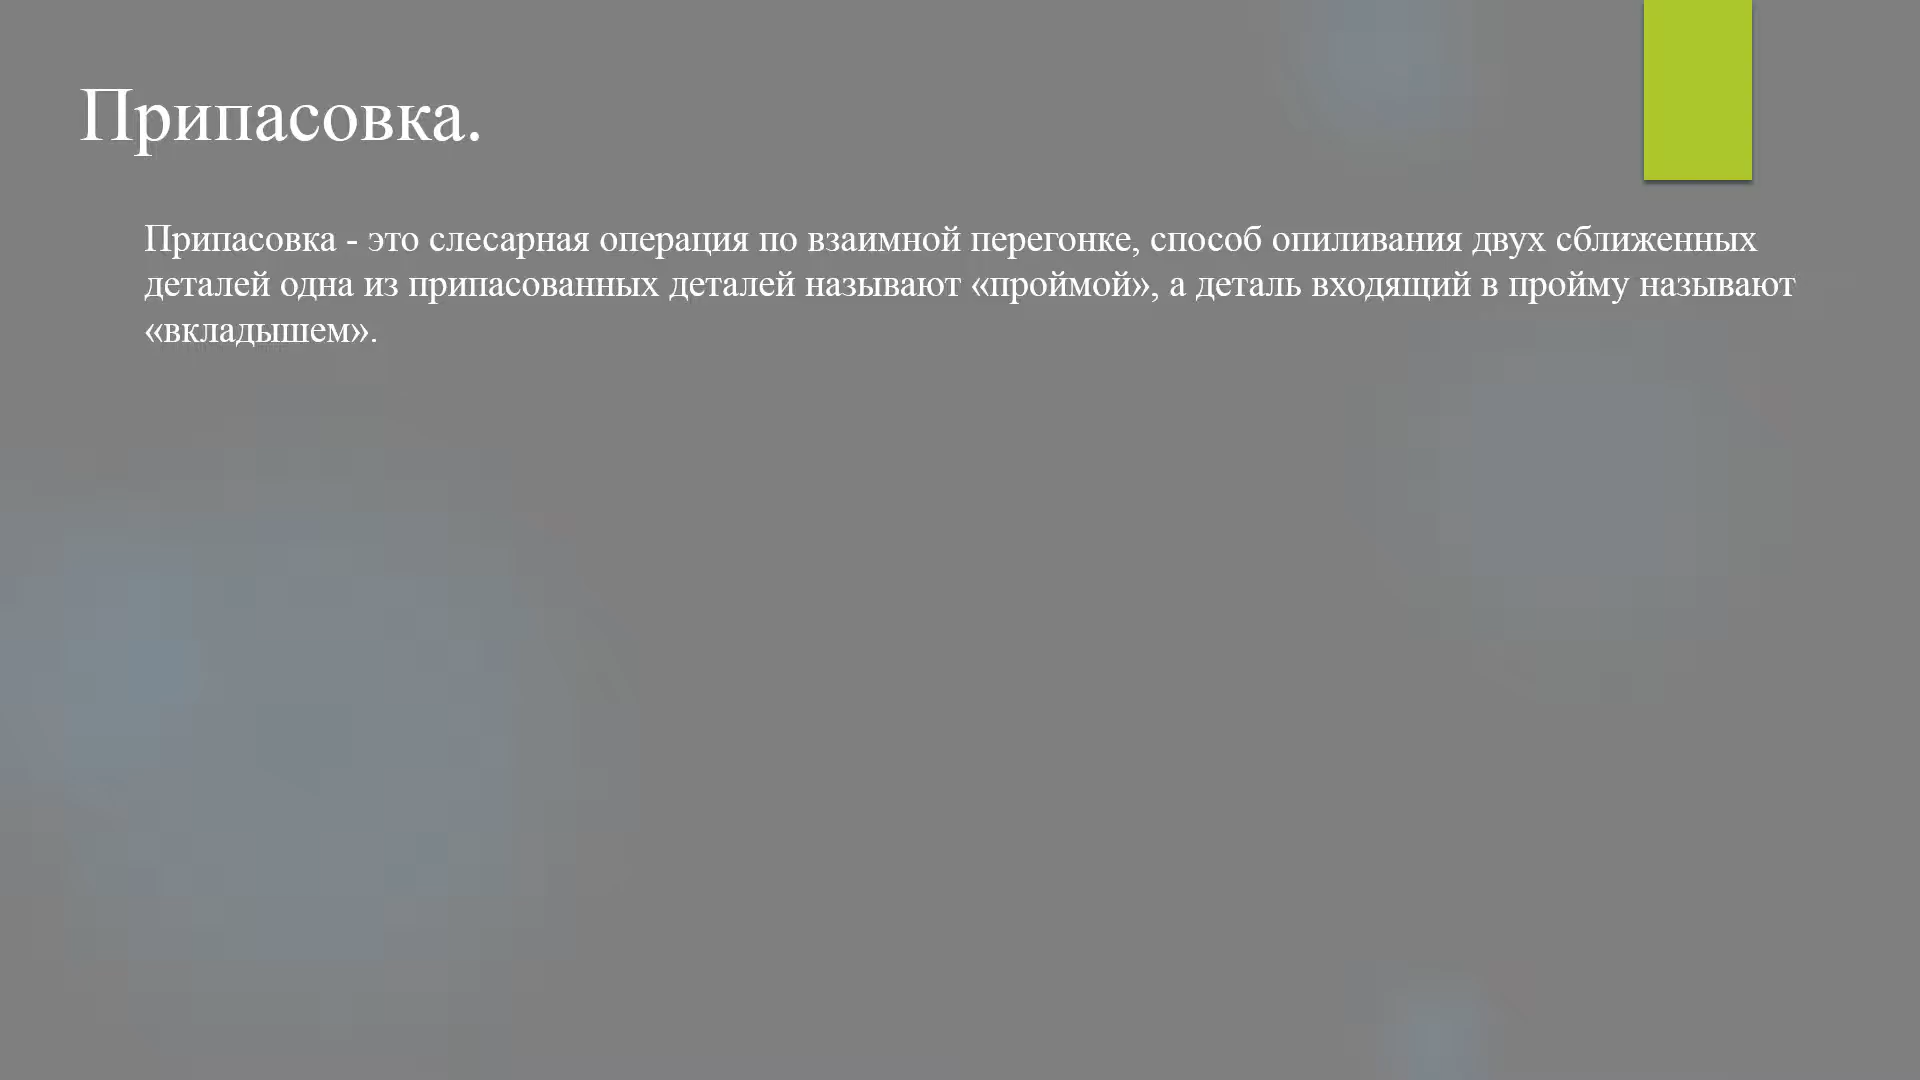 Припасовка.
Припасовка - это слесарная операция по взаимной перегонке, способ опиливания двух сближенных
деталей одна из припасованных деталей называют «проймой», а деталь входящий в пройму называют
«вкладышем».